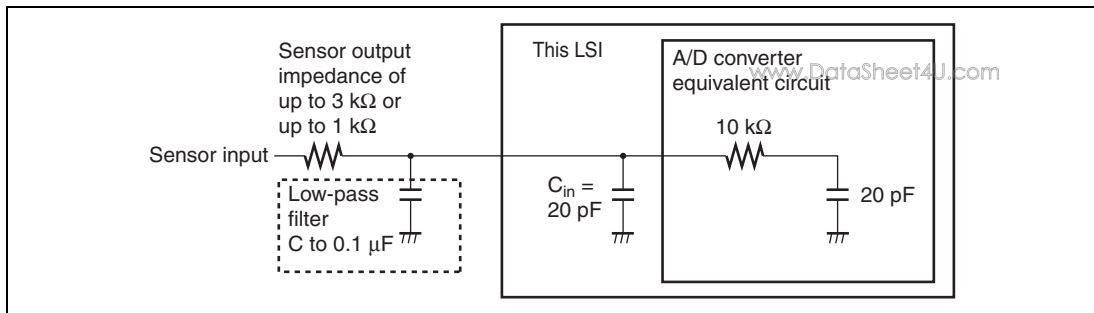 Sensor output
impedance of
up to 3 kΩ or
up to 1 kΩ
Sensor input
Low-pass
filter
C to 0.1 μF
This LSI
Cin =
20 pF
A/D converter
equivalent circuit
www.DataSheet4U.com
10 kΩ
20 pF